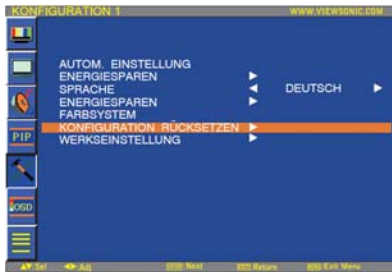 KONFIGURATION 1 WWW.VIEWSONIC.COM
AUTOM. EINSTELLUNG
ENERGIESPAREN
SPRACHE DEUTSCH
ENERGIESPAREN
FARBSYSTEM
KONFIGURATION RÜCKSETZEN
WERKSEINSTELLUNG
PIP
OSD
Sel Adj Next Return Exit Menu